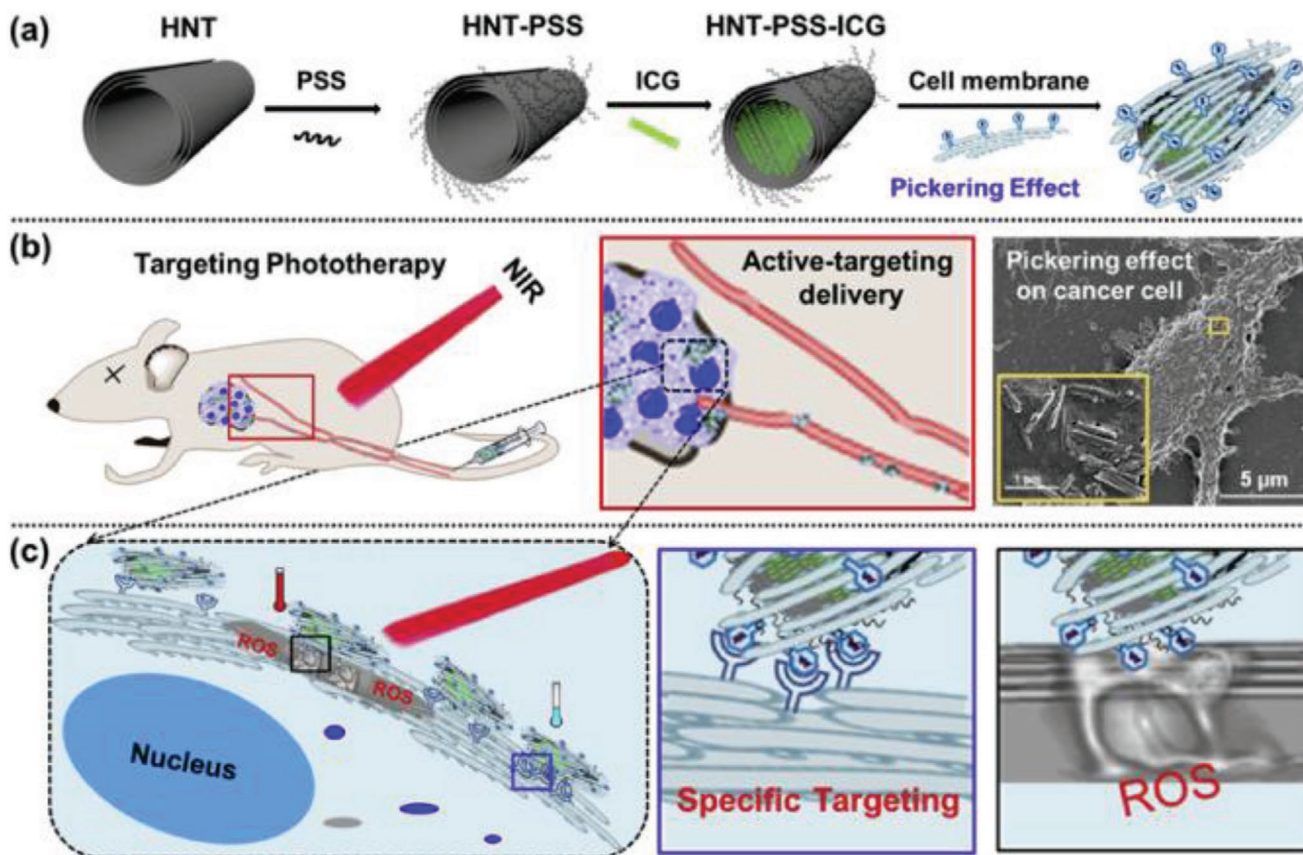 (a)
HNT
HNT-PSS
HNT-PSS-ICG
PSS
ICG
Cell membrane
Pickering Effect
(b)
Targeting Phototherapy
NIR
Active-targeting
delivery
Pickering effect
on cancer cell
5 μm
(c)
ROS
ROS
Nucleus
Specific Targeting
ROS